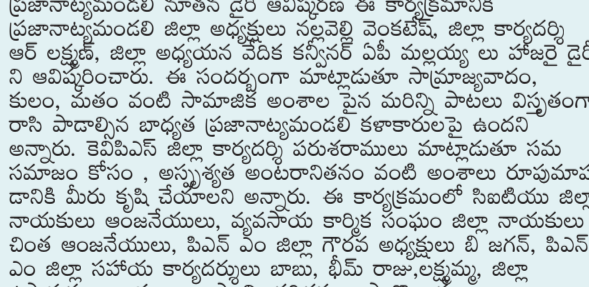 ప్రజానాట్యమండలి నూతన డైరీ ఆవిష్కరణ ఈ కార్యక్రమానికి
ప్రజానాట్యమండలి జిల్లా అధ్యక్షులు నల్లవెల్లి వెంకటేష్, జిల్లా కార్యదర్శి
ఆర్ లక్ష్మణ్, జిల్లా అధ్యయన వేదిక కన్వీనర్ ఏపీ మల్లయ్య లు హాజరై డైరీ
ని ఆవిష్కరించారు. ఈ సందర్భంగా మాట్లాడుతూ సామ్రాజ్యవాదం,
కులం, మతం వంటి సామాజిక అంశాల పైన మరిన్ని పాటలు విస్తృతంగా
రాసి పాడాల్సిన బాధ్యత ప్రజానాట్యమండలి కళాకారులపై ఉందని
అన్నారు. కెవిపిఎస్ జిల్లా కార్యదర్శి పరుశరాములు మాట్లాడుతూ సమ
సమాజం కోసం , అస్పృశ్యత అంటరానితనం వంటి అంశాలు రూపుమాప
డానికి మీరు కృషి చేయాలని అన్నారు. ఈ కార్యక్రమంలో సిఐటియు జిల్లా
నాయకులు ఆంజనేయులు, వ్యవసాయ కార్మిక సంఘం జిల్లా నాయకులు
చింత ఆంజనేయులు, పిఎన్ ఎం జిల్లా గౌరవ అధ్యక్షులు బి జగన్, పిఎన్
ఎం జిల్లా సహాయ కార్యదర్శులు బాబు, భీమ్ రాజు,లక్ష్మమ్మ, జిల్లా